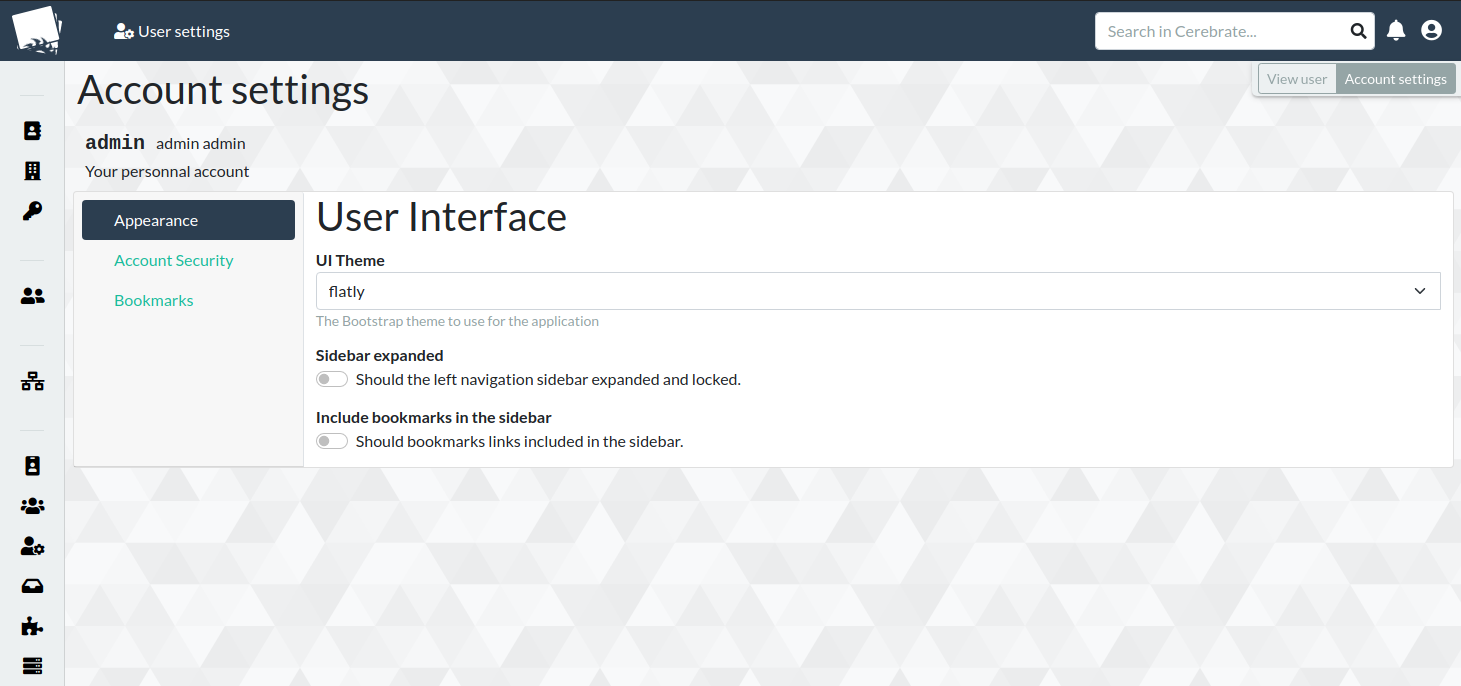 User settings
Search in Cerebrate...
View user
Account settings
Account settings
admin admin admin
Your personnal account
Appearance
Account Security
Bookmarks
User Interface
UI Theme
flatly
The Bootstrap theme to use for the application
Sidebar expanded
Should the left navigation sidebar expanded and locked.
Include bookmarks in the sidebar
Should bookmarks links included in the sidebar.